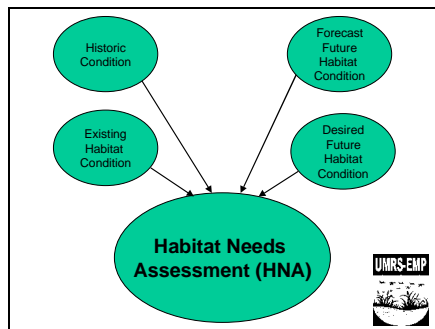 Historic
Condition
Forecast
Future
Habitat
Condition
Existing
Habitat
Condition
Desired
Future
Habitat
Condition
Habitat Needs
Assessment (HNA)
UMRS-EMP